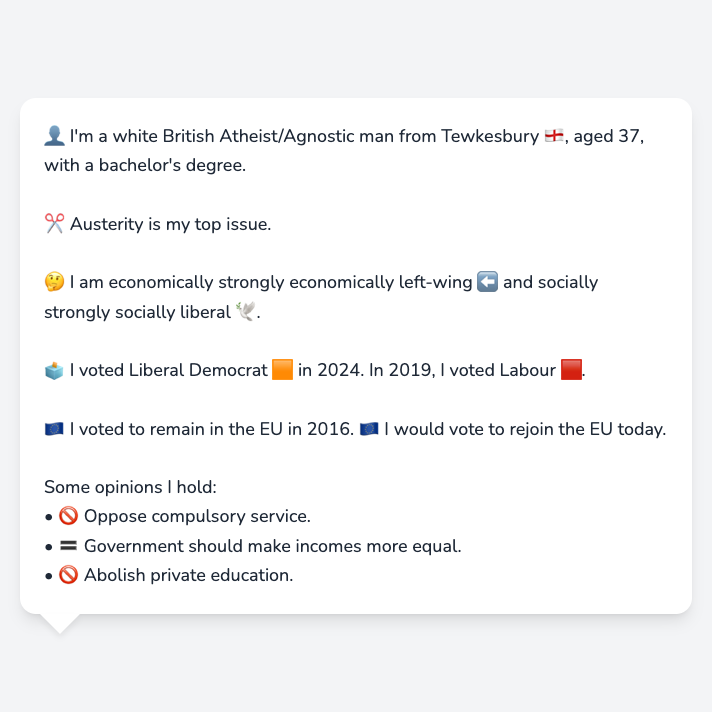 👤 I'm a white British Atheist/Agnostic man from Tewkesbury 🏴󠁧󠁢󠁥󠁮󠁧󠁿, aged 37,
with a bachelor's degree.
✂️ Austerity is my top issue.
🤔 I am economically strongly economically left-wing ⬅️ and socially
strongly socially liberal 🕊️.
🗳️ I voted Liberal Democrat 🟧 in 2024. In 2019, I voted Labour 🟥.
🇪🇺 I voted to remain in the EU in 2016. 🇪🇺 I would vote to rejoin the EU today.
Some opinions I hold:
• 🚫 Oppose compulsory service.
• 🟰 Government should make incomes more equal.
• 🚫 Abolish private education.